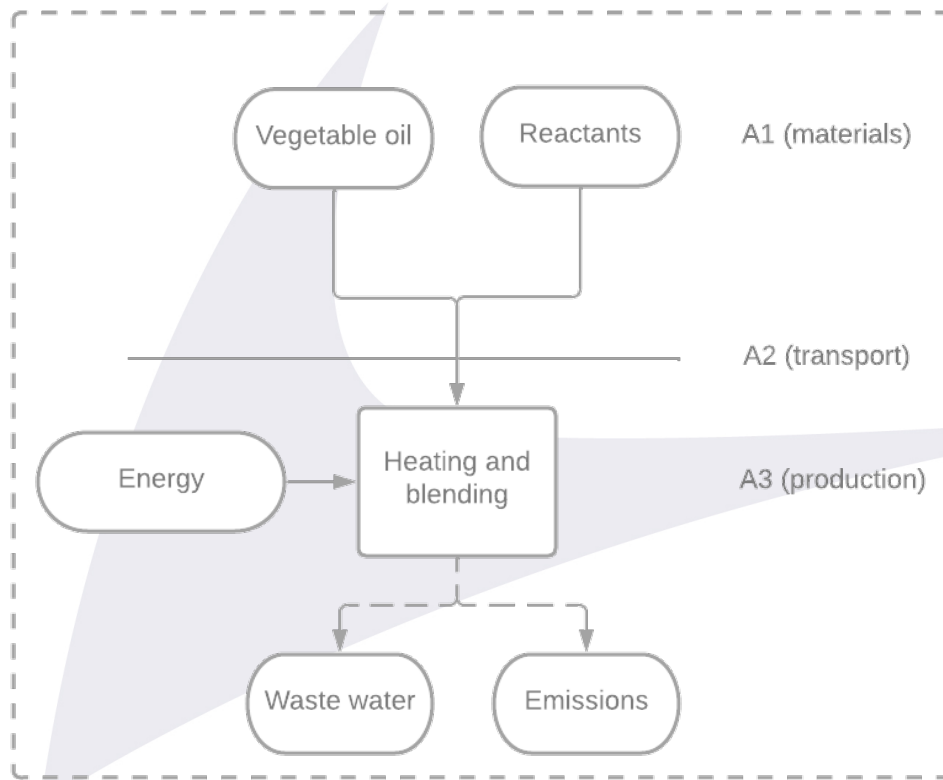 Vegetable oil
Reactants
A1 (materials)
A2 (transport)
Energy
Heating and
blending
A3 (production)
Waste water
Emissions